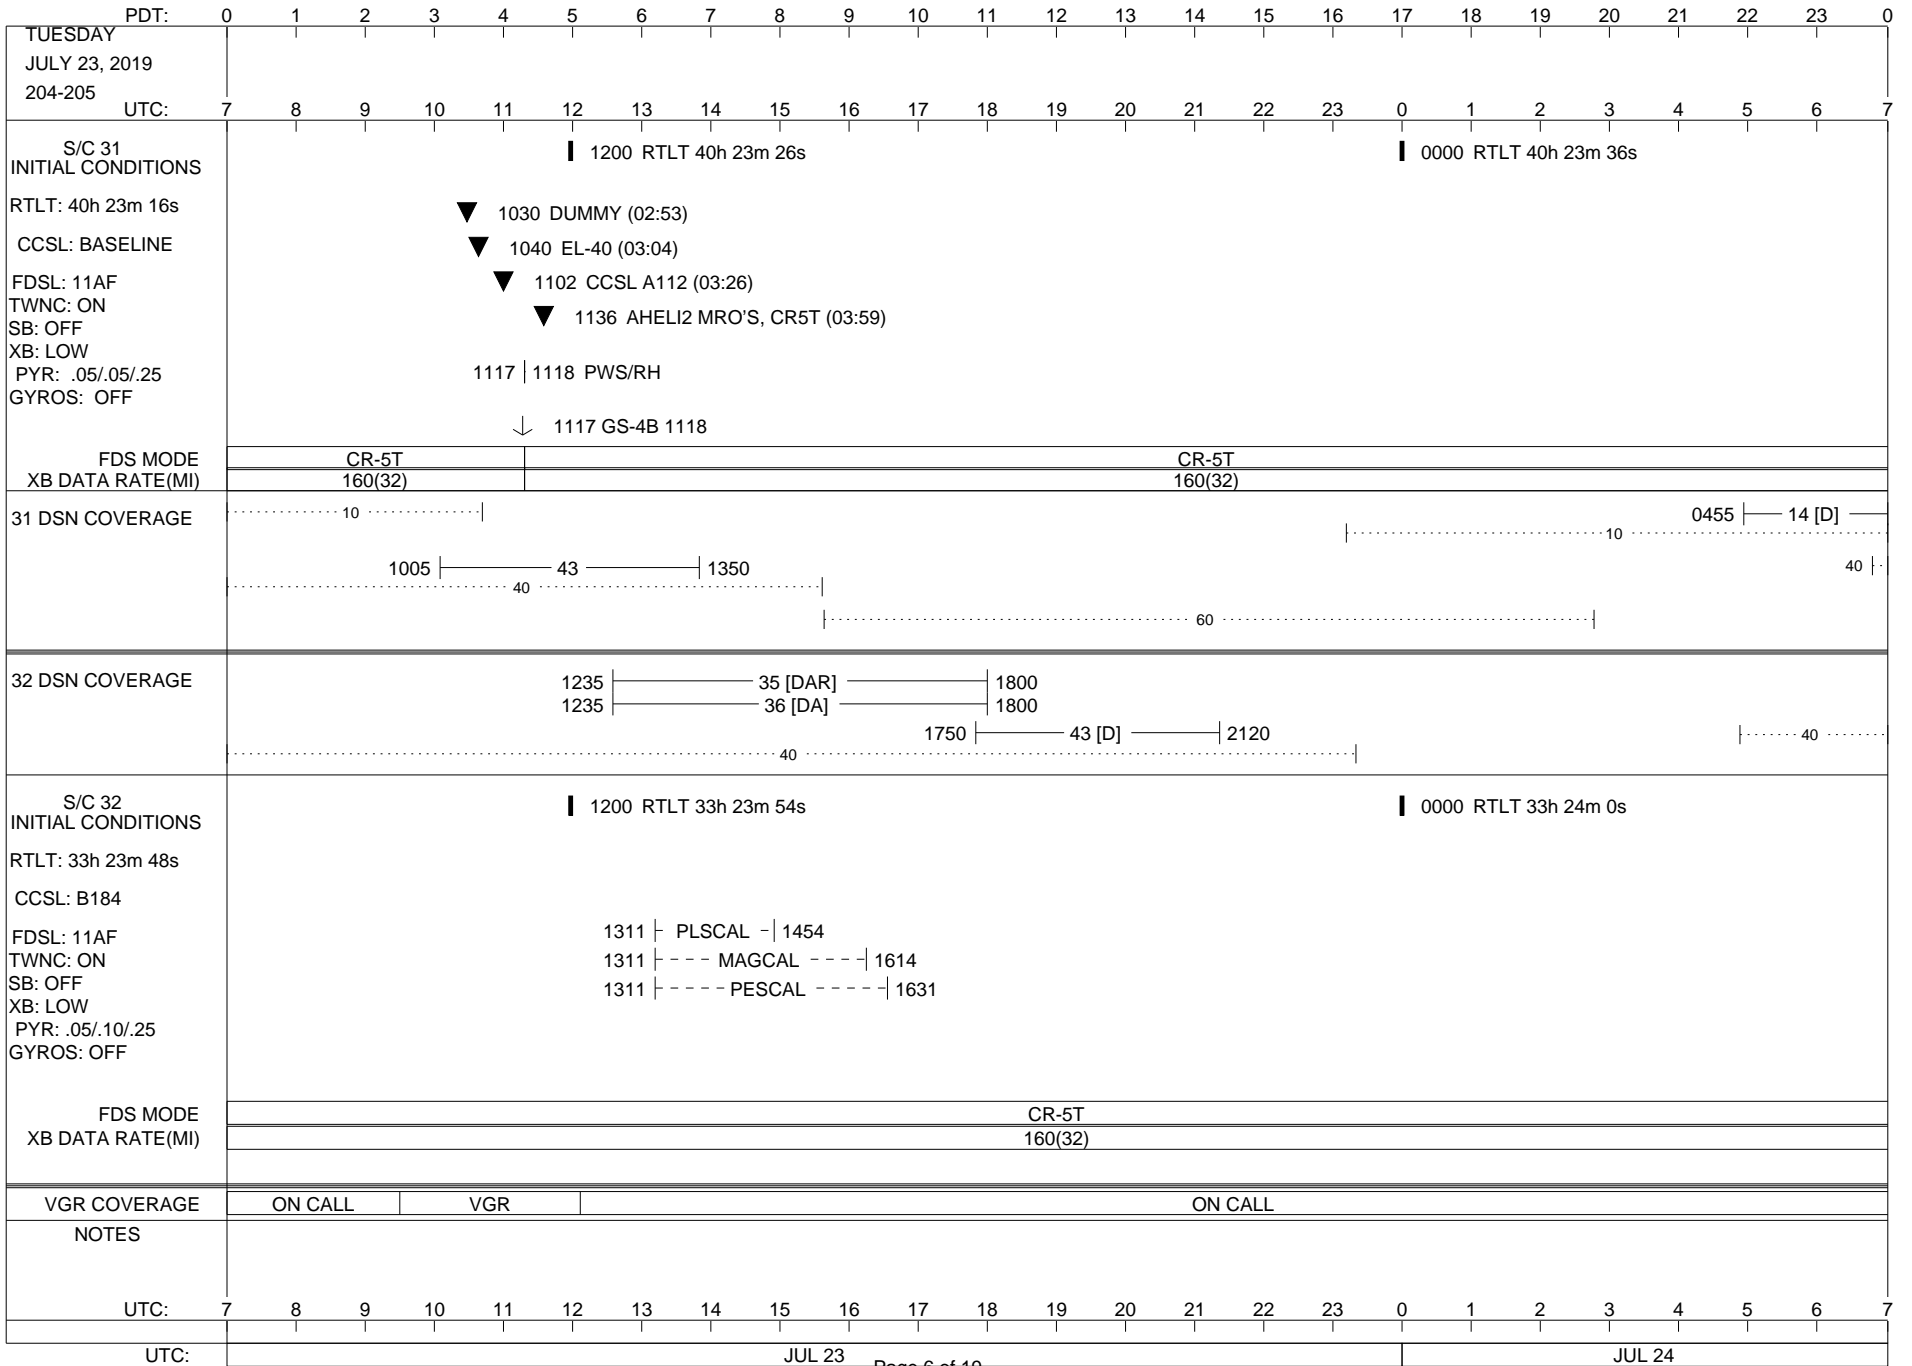 PDT: 0 1 2 3 4 5 6 7 8 9 10 11 12 13 14 15 16 17 18 19 20 21 22 23 0
TUESDAY
JULY 23, 2019
204-205
UTC: 7 8 9 10 11 12 13 14 15 16 17 18 19 20 21 22 23 0 1 2 3 4 5 6 7
S/C 31
INITIAL CONDITIONS
1200 RTLT 40h 23m 26s
0000 RTLT 40h 23m 36s
RTLT: 40h 23m 16s
1030 DUMMY (02:53)
CCSL: BASELINE
1040 EL-40 (03:04)
FDSL: 11AF
1102 CCSL A112 (03:26)
TWNC: ON
1136 AHELI2 MRO'S, CR5T (03:59)
SB: OFF
XB: LOW
PYR: .05/.05/.25
1117 1118 PWS/RH
GYROS: OFF
1117 GS-4B 1118
FDS MODE CR-5T CR-5T
XB DATA RATE(MI) 160(32) 160(32)
31 DSN COVERAGE
10
0455 14 [D]
10
1005 43 1350
40
40
60
32 DSN COVERAGE
1235 35 [DAR] 1800
1235 36 [DA] 1800
1750 43 [D] 2120
40
40
S/C 32
INITIAL CONDITIONS
1200 RTLT 33h 23m 54s
0000 RTLT 33h 24m 0s
RTLT: 33h 23m 48s
CCSL: B184
FDSL: 11AF
1311 PLSCAL 1454
TWNC: ON
1311 MAGCAL 1614
SB: OFF
1311 PESCAL 1631
XB: LOW
PYR: .05/.10/.25
GYROS: OFF
FDS MODE CR-5T
XB DATA RATE(MI) 160(32)
VGR COVERAGE ON CALL VGR ON CALL
NOTES
UTC: 7 8 9 10 11 12 13 14 15 16 17 18 19 20 21 22 23 0 1 2 3 4 5 6 7
UTC: JUL 23 JUL 24
Page 6 of 19